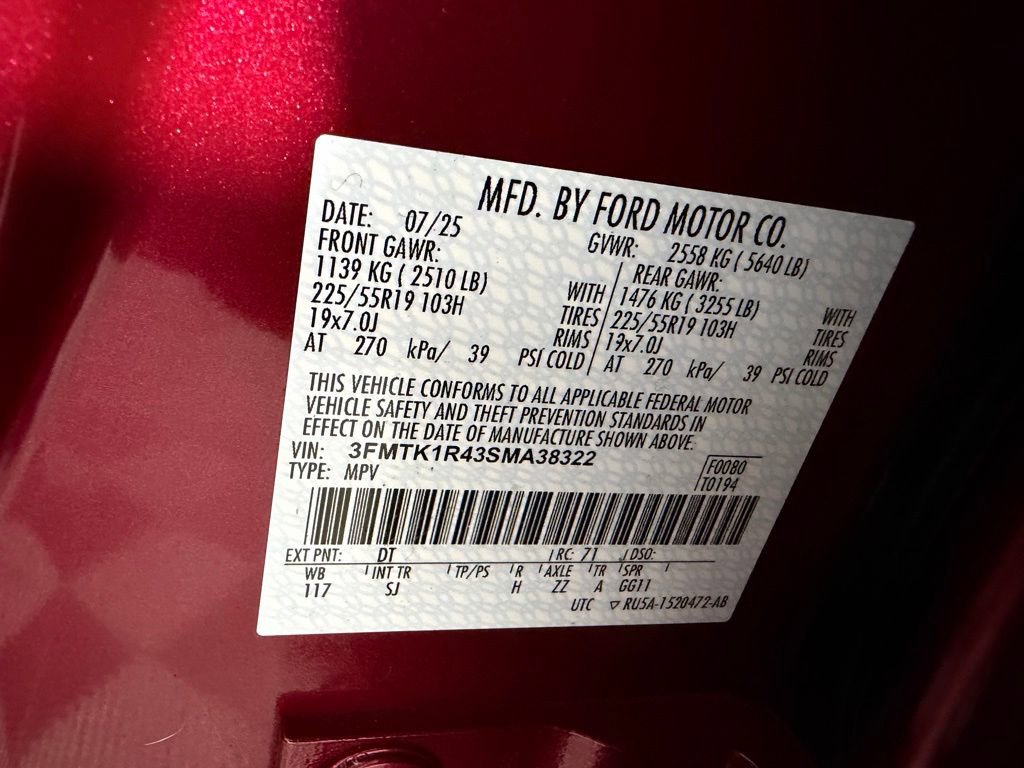 MFD. BY FORD MOTOR CO.
DATE: 07/25 GVWR: 2558 KG ( 5640 LB)
FRONT GAWR: REAR GAWR:
1139 KG ( 2510 LB) WITH 1476 KG ( 3255 LB) WITH
225/55R19 103H TIRES 225/55R19 103H TIRES
19x7.0J RIMS 19x7.0J RIMS
AT 270 kPa/ 39 PSI COLD AT 270 kPa/ 39 PSI COLD
THIS VEHICLE CONFORMS TO ALL APPLICABLE FEDERAL MOTOR
VEHICLE SAFETY AND THEFT PREVENTION STANDARDS IN
EFFECT ON THE DATE OF MANUFACTURE SHOWN ABOVE.
VIN: 3FMTK1R43SMA38322
TYPE: MPV F0080
T0194
EXT PNT: DT RC: 71 DSO:
WB INT TR TP/PS R AXLE TR SPR
117 SJ H ZZ A GG11
UTC ▽ RU5A-1520472-AB